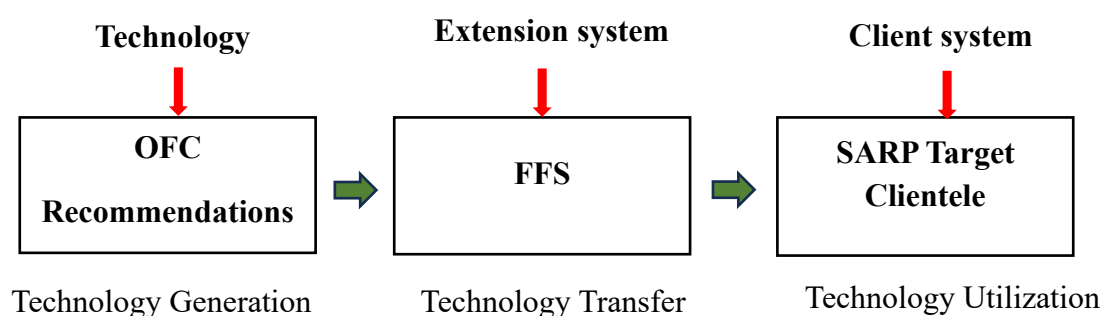 Technology
Extension system
Client system
OFC
Recommendations
FFS
SARP Target
Clientele
Technology Generation
Technology Transfer
Technology Utilization